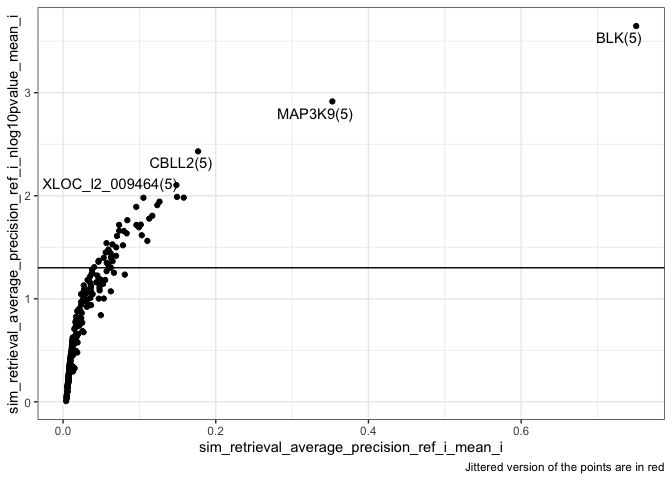 BLK(5)
MAP3K9(5)
CBLL2(5)
XLOC_l2_009464(5)
sim_retrieval_average_precision_ref_i_nlog10pvalue_mean_i
3
2
1
0
0.0 0.2 0.4 0.6
sim_retrieval_average_precision_ref_i_mean_i
Jittered version of the points are in red